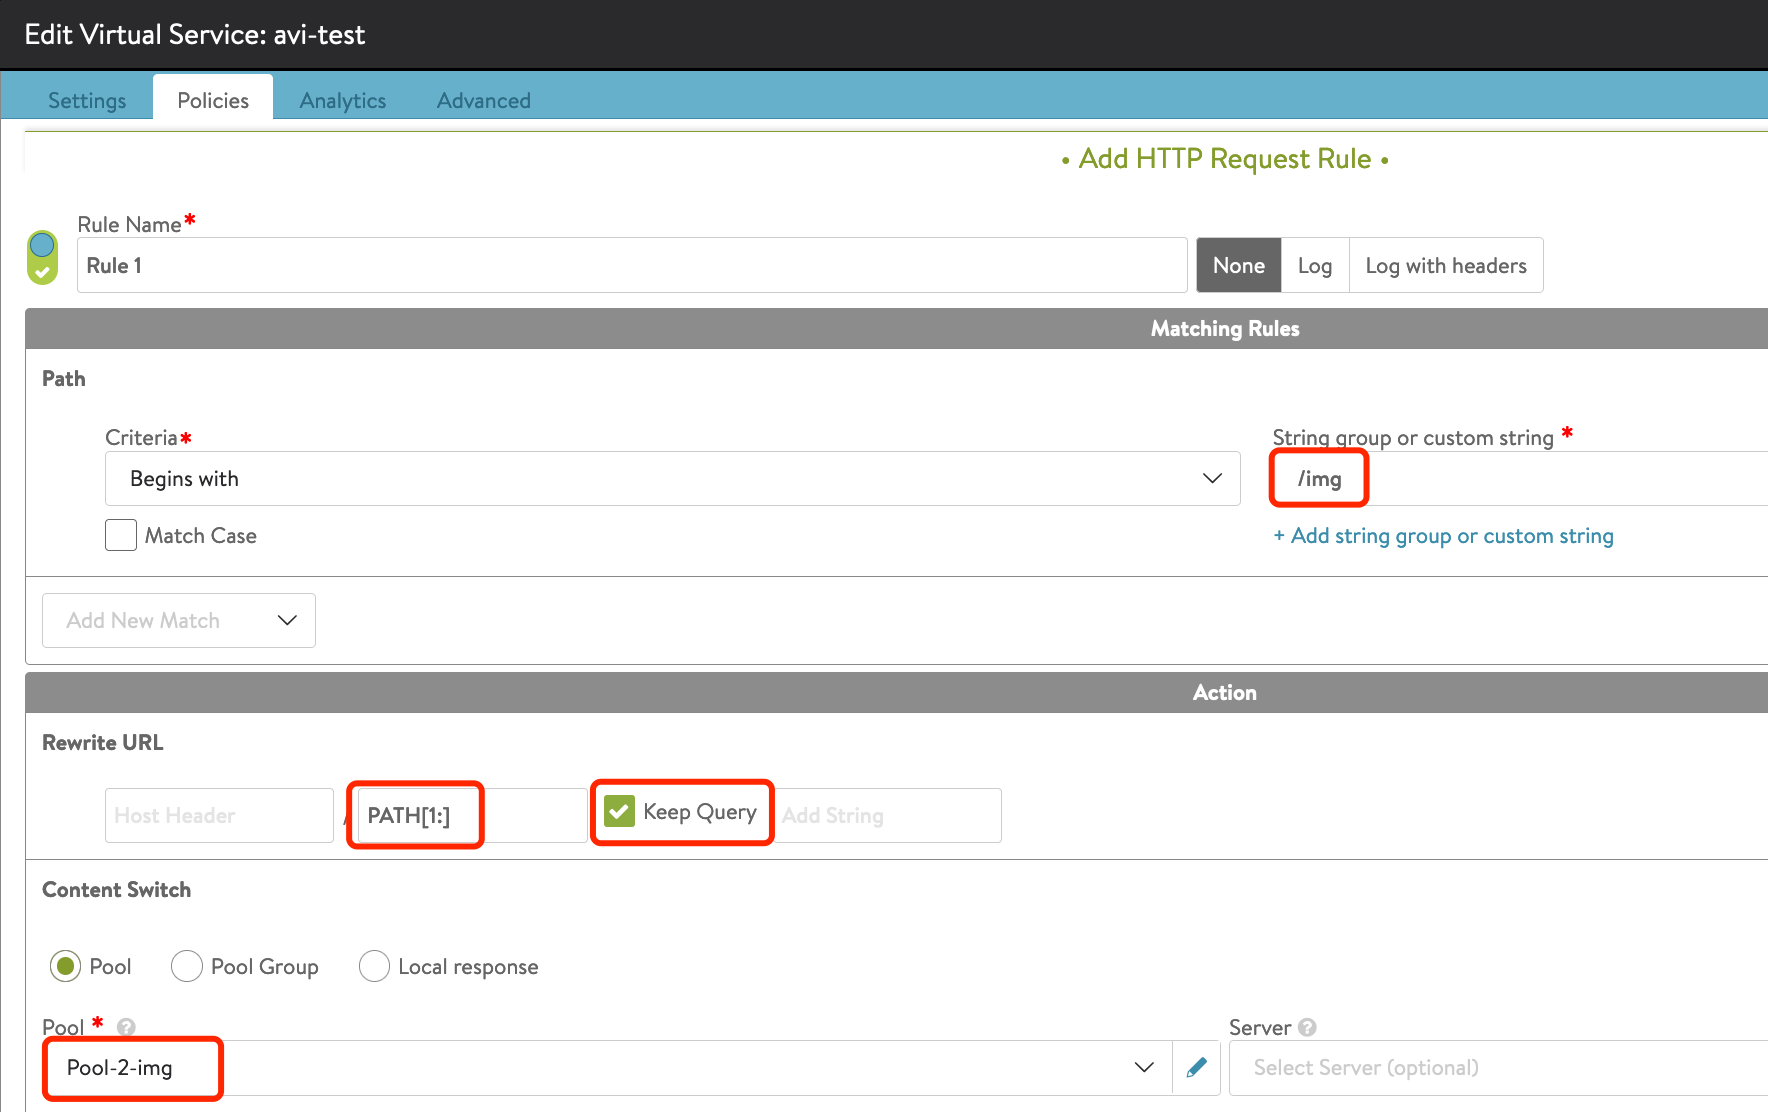 Edit Virtual Service: avi-test
Settings Policies Analytics Advanced
• Add HTTP Request Rule •
Rule Name*
Rule 1
None Log Log with headers
Matching Rules
Path
Criteria* String group or custom string *
Begins with /img
Match Case + Add string group or custom string
Add New Match
Action
Rewrite URL
Host Header / PATH[1:] Keep Query Add String
Content Switch
Pool Pool Group Local response
Pool * ? Server ?
Pool-2-img Select Server (optional)